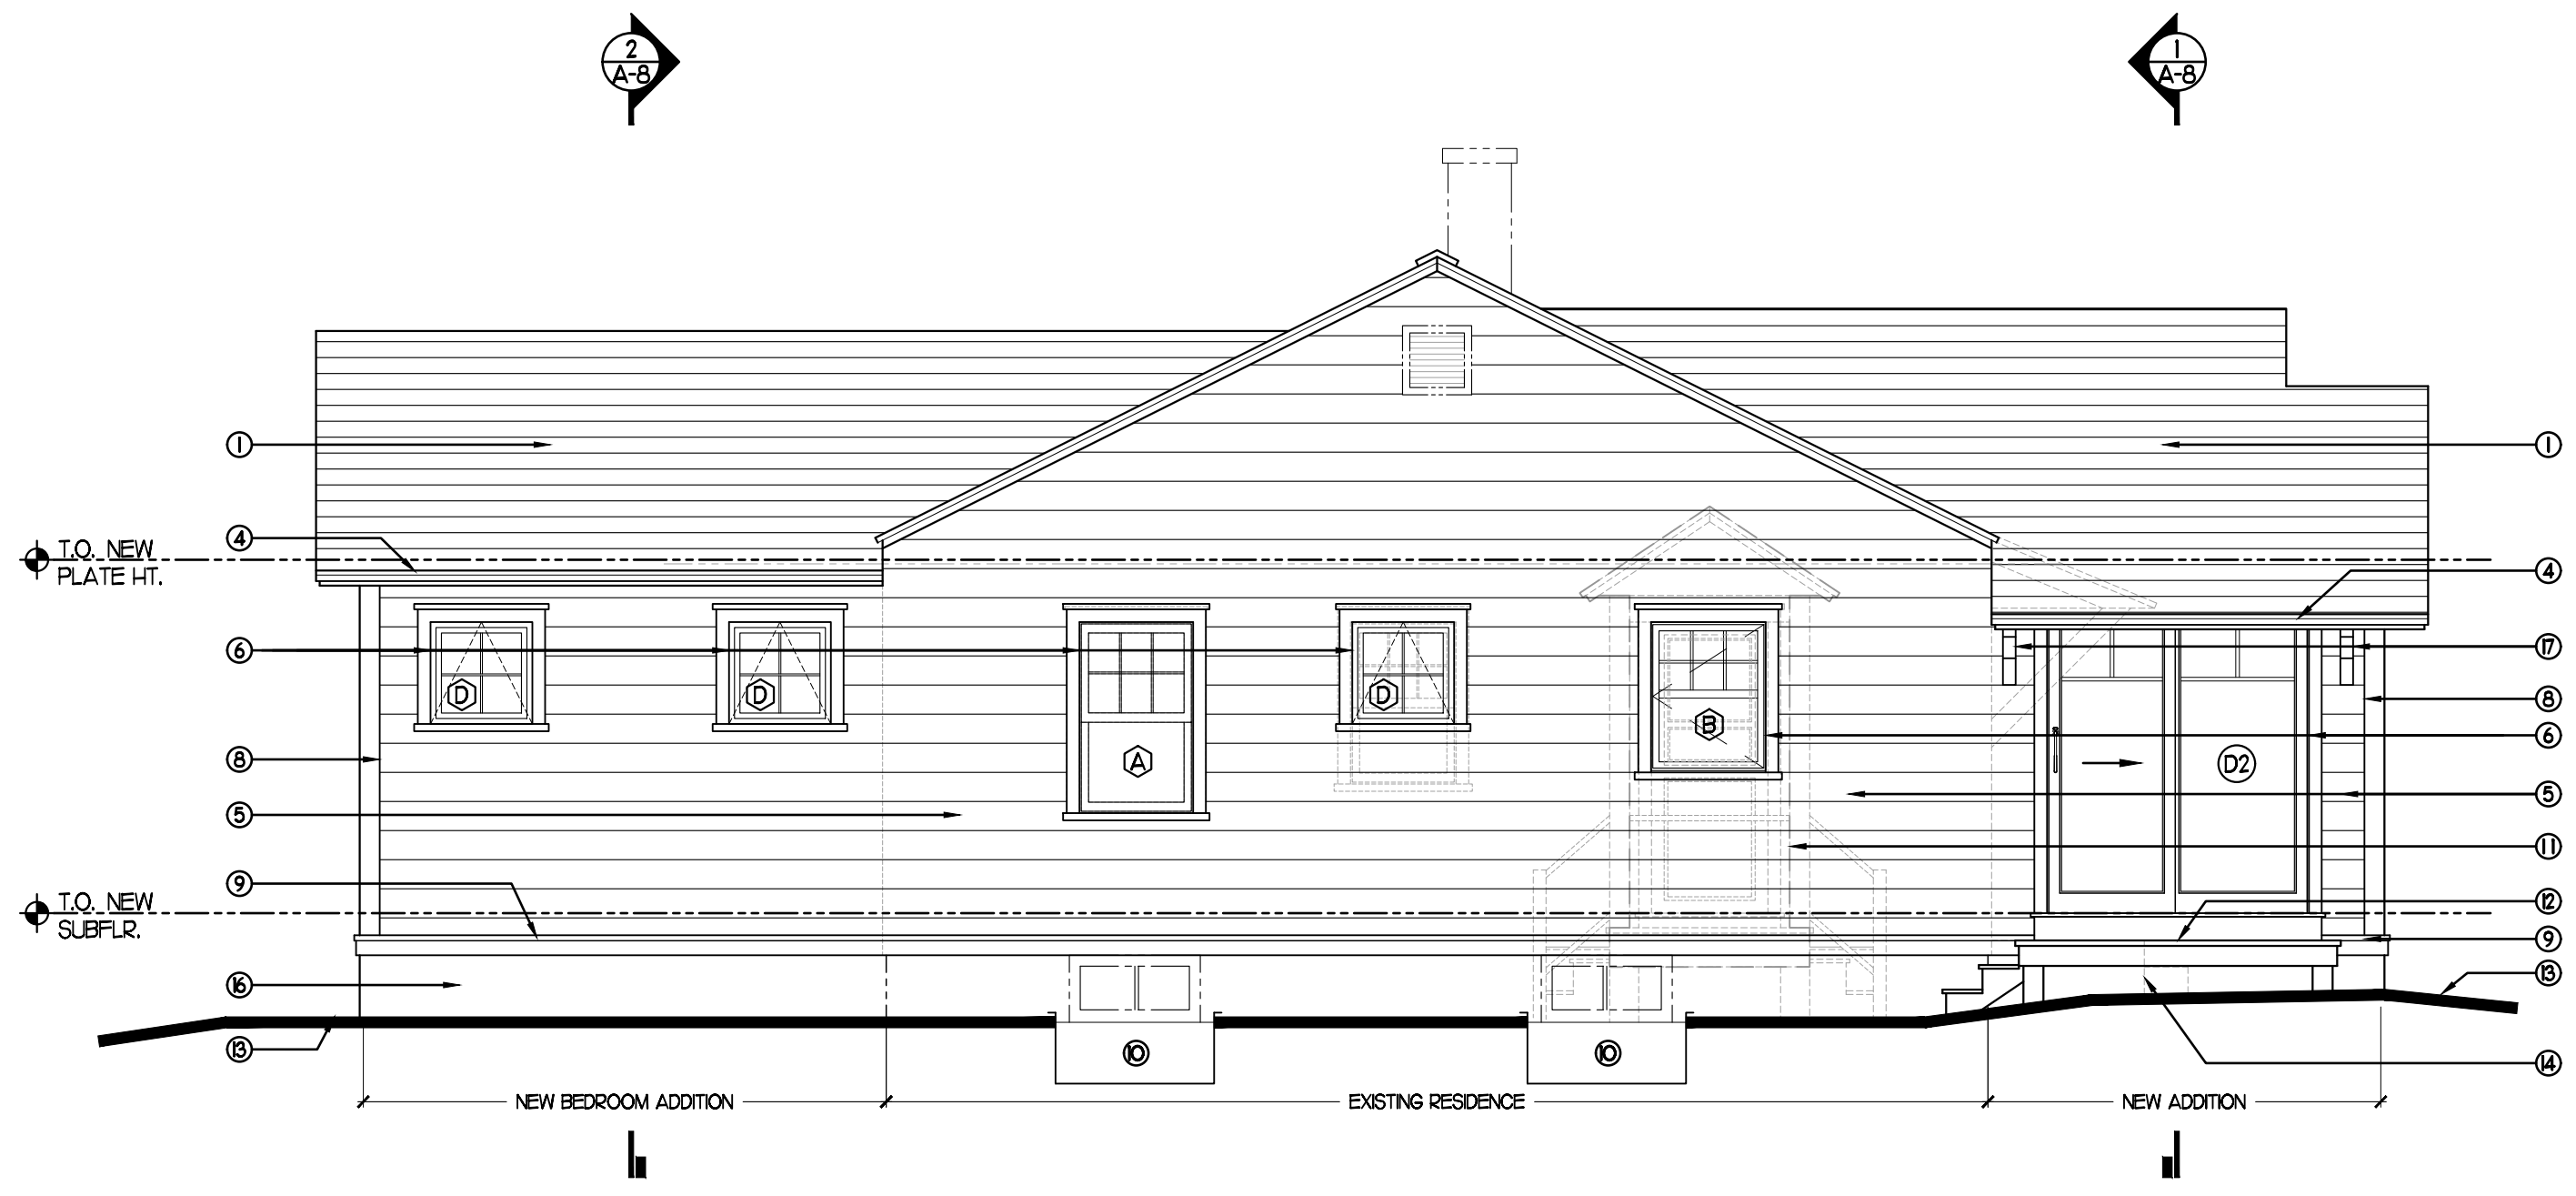 2
A-8
1
A-8
1
1
4
T.O. NEW
PLATE HT.
4
6
17
D
D
D
8
B
6
A
D2
8
5
5
11
9
12
T.O. NEW
SUBFLR.
9
16
13
13
10
10
14
NEW BEDROOM ADDITION
EXISTING RESIDENCE
NEW ADDITION